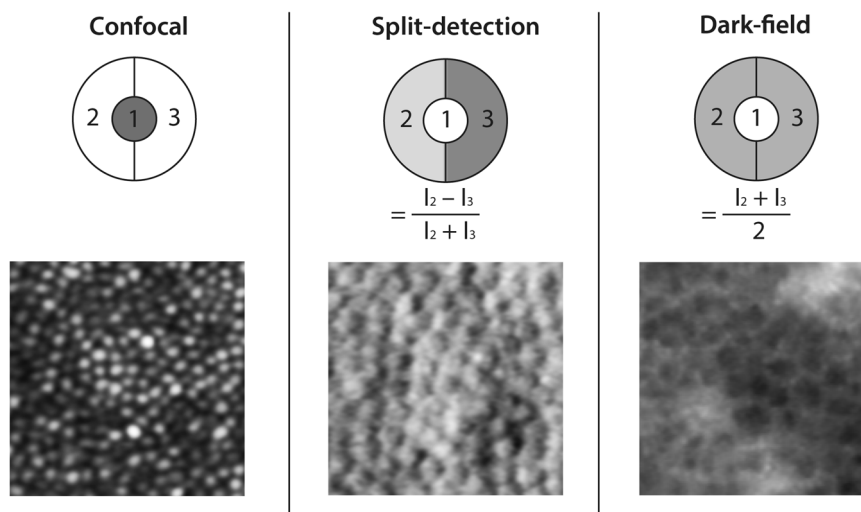 Confocal
2 1 3
Split-detection
2 1 3
= I₂ – I₃
I₂ + I₃
Dark-field
2 1 3
= I₂ + I₃
2